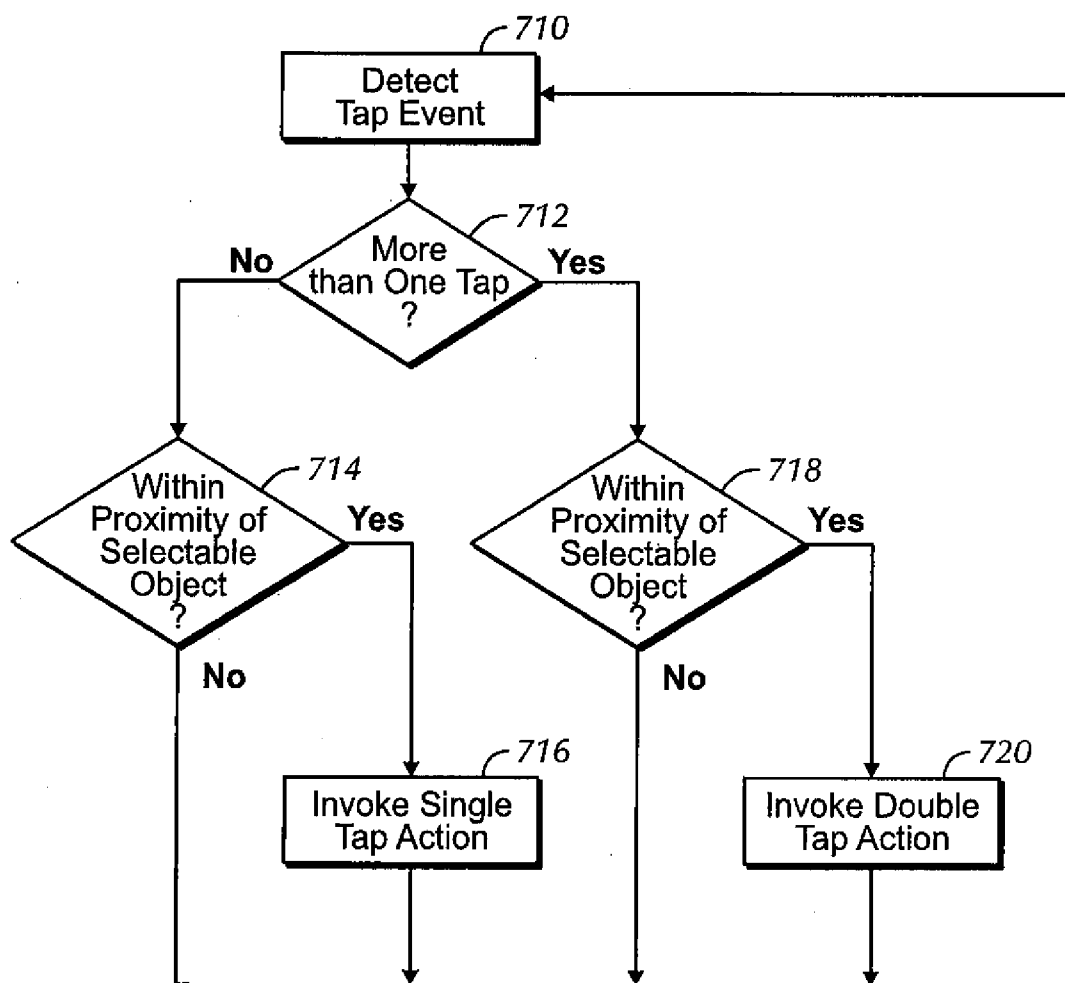 710
Detect
Tap Event
712
More
than One Tap
?
No
Yes
714
Within
Proximity of
Selectable
Object
?
Yes
No
718
Within
Proximity of
Selectable
Object
?
Yes
No
716
Invoke Single
Tap Action
720
Invoke Double
Tap Action